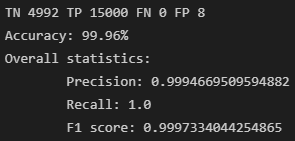 TN 4992 TP 15000 FN 0 FP 8
Accuracy: 99.96%
Overall statistics:
Precision: 0.9994669509594882
Recall: 1.0
F1 score: 0.9997334044254865